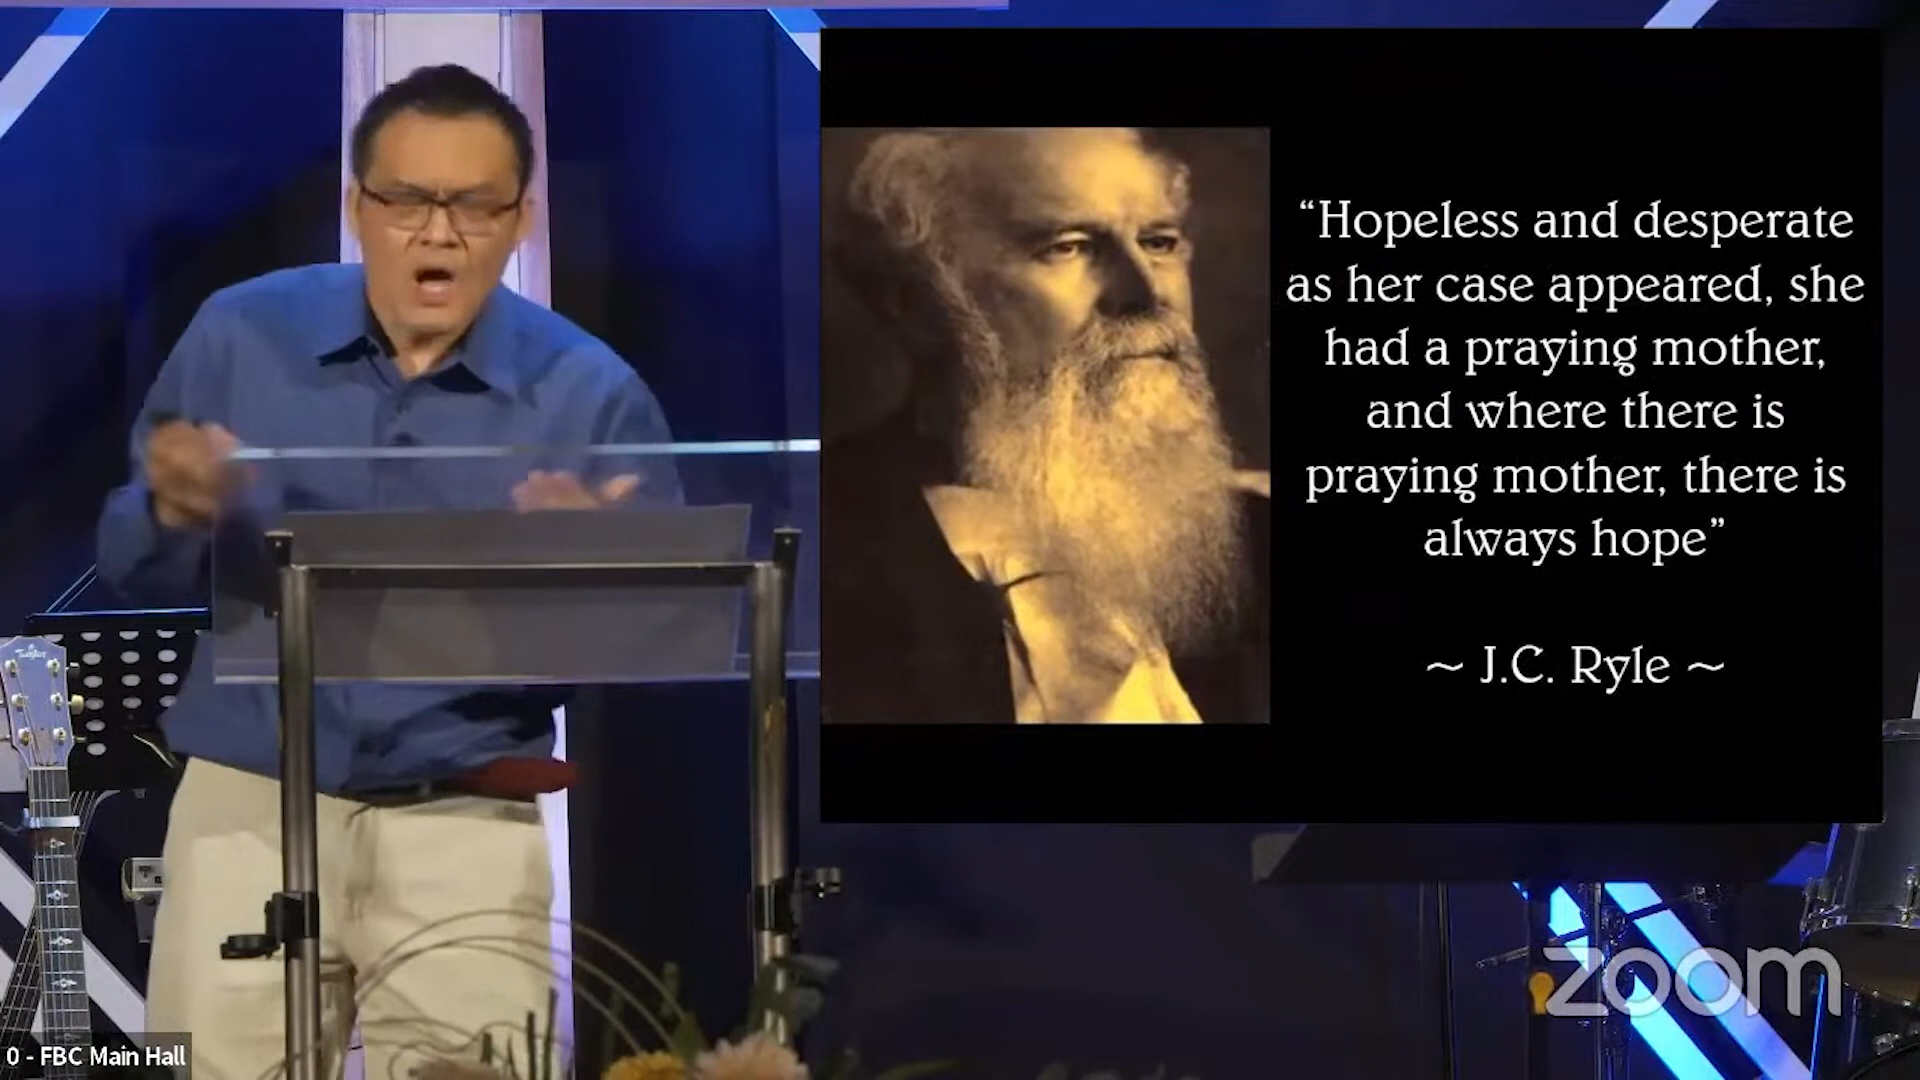 “Hopeless and desperate
as her case appeared, she
had a praying mother,
and where there is
praying mother, there is
always hope”
~ J.C. Ryle ~
Taylor
zoom
0 - FBC Main Hall